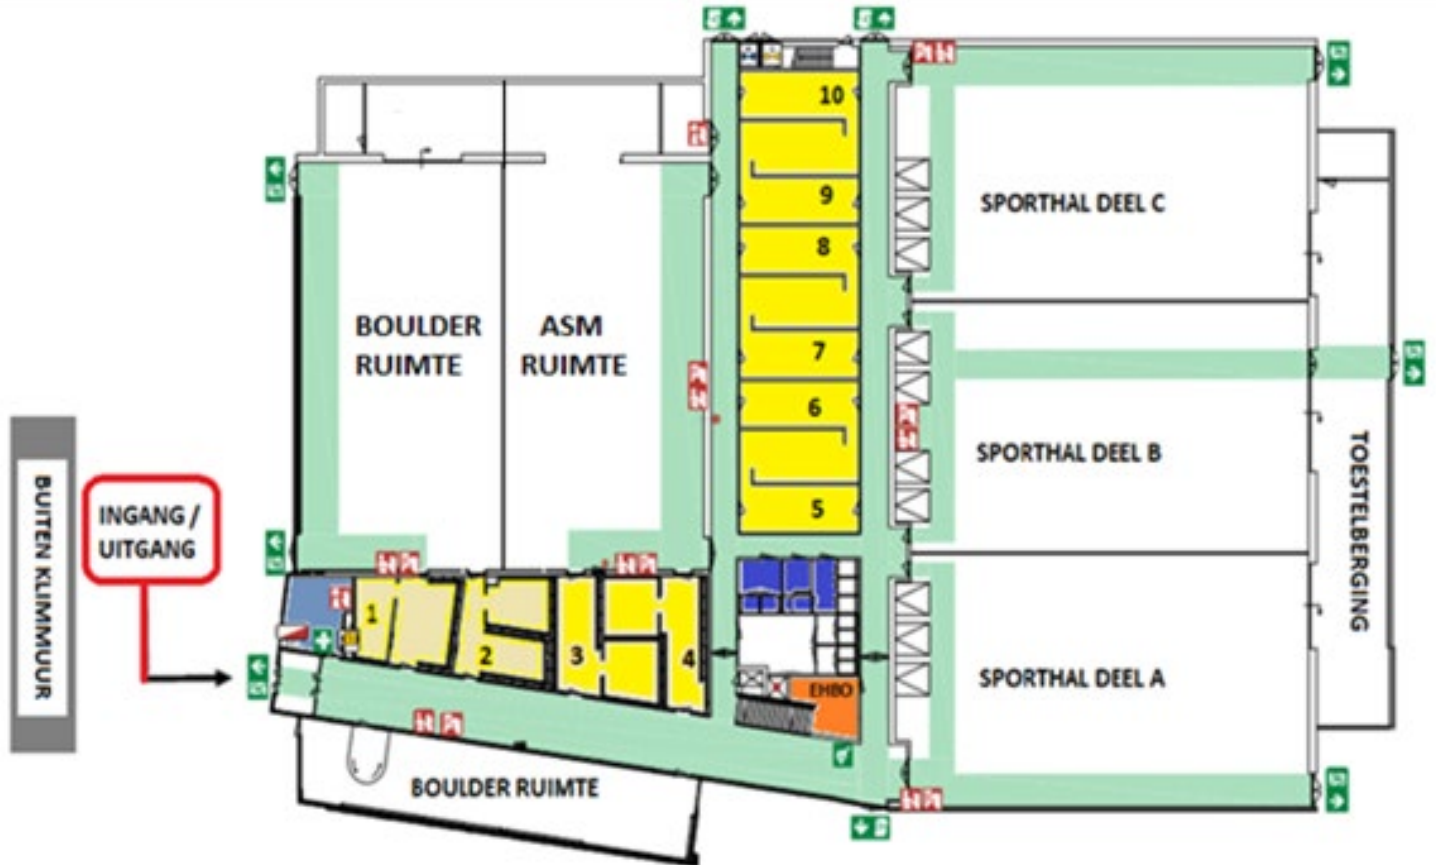 10
9
8
7
6
5
SPORTHAL DEEL C
BOULDER
RUIMTE
ASM
RUIMTE
SPORTHAL DEEL B
TOESTELBERGING
BUITEN KLIMMUUR
INGANG /
UITGANG
1
2
3
4
SPORTHAL DEEL A
EHBO
BOULDER RUIMTE